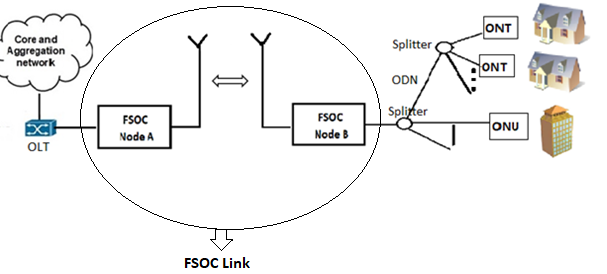 Core and
Aggregation
network
OLT
FSOC
Node A
FSOC
Node B
Splitter
ODN
Splitter
ONT
ONT
ONU
FSOC Link